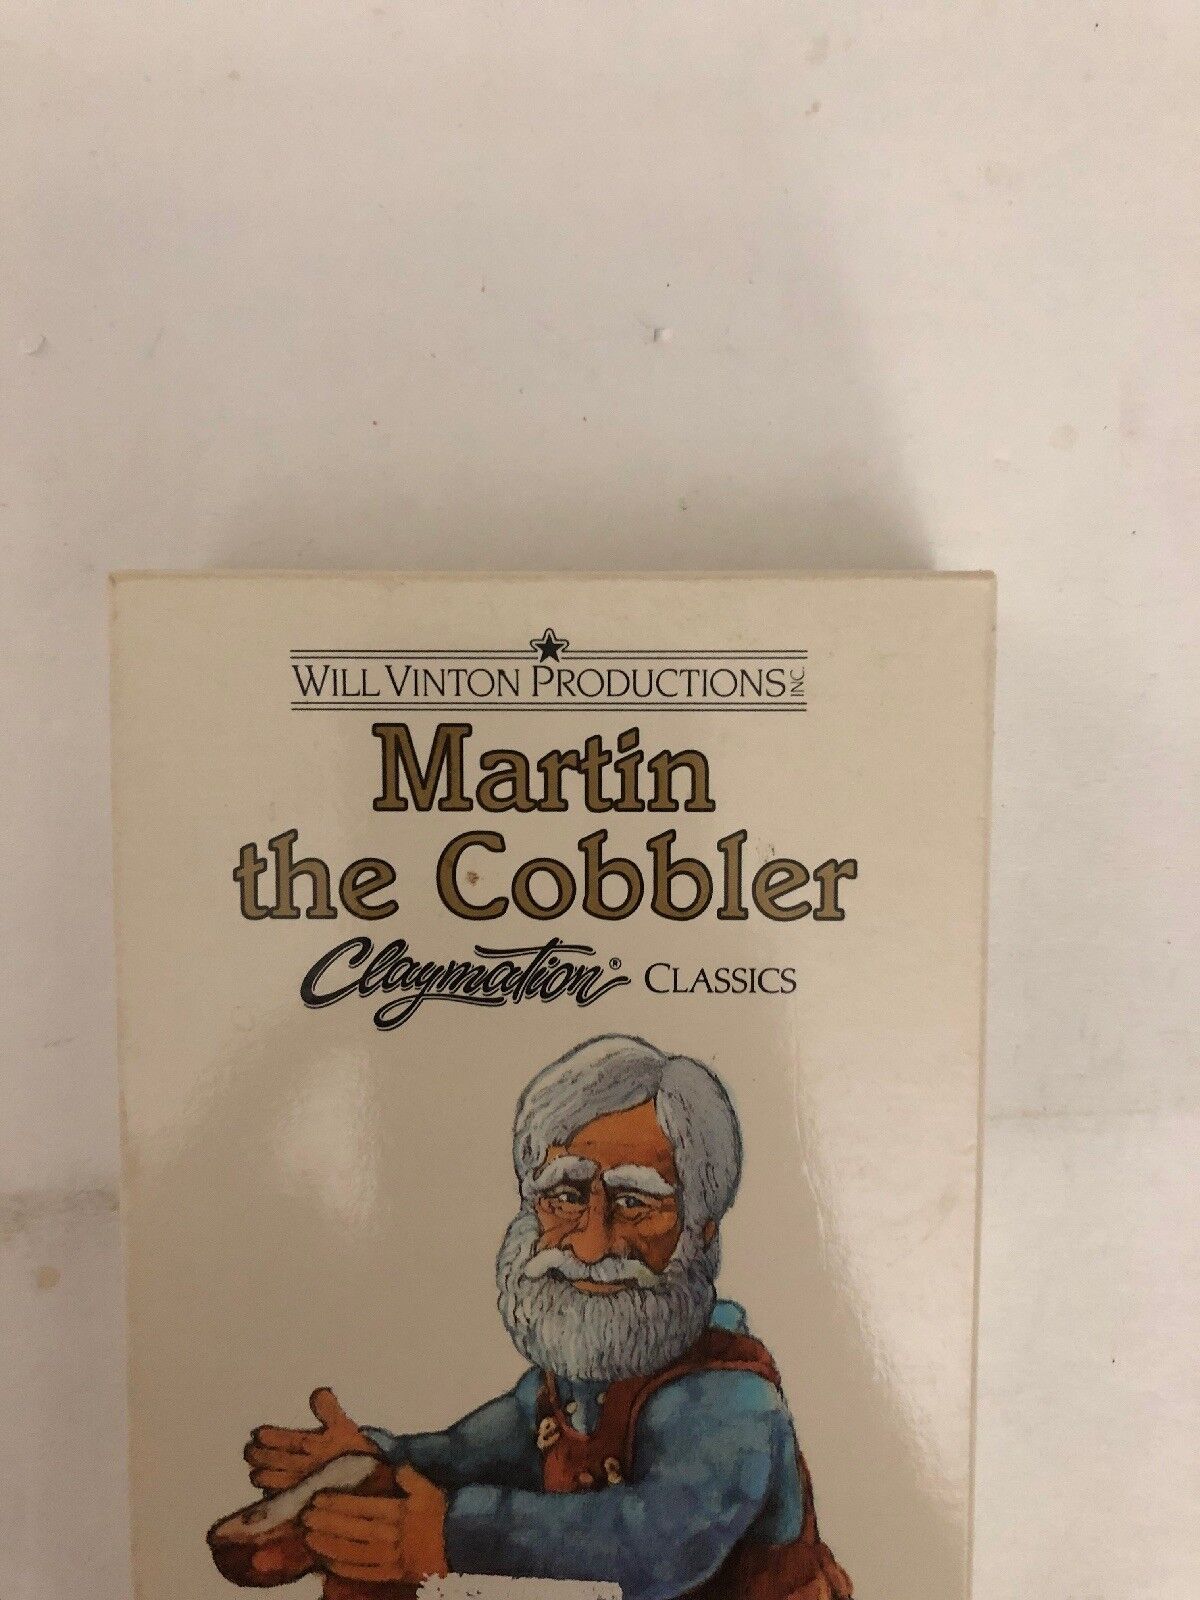 WILL VINTON PRODUCTIONS INC.
Martin
the Cobbler
Claymation® CLASSICS